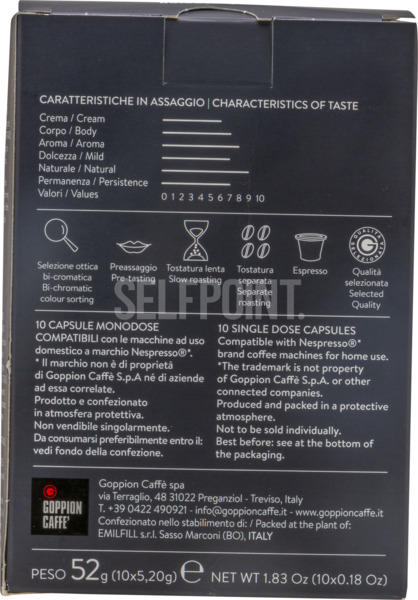 CARATTERISTICHE IN ASSAGGIO | CHARACTERISTICS OF TASTE
Crema / Cream
Corpo / Body
Aroma / Aroma
Dolcezza / Mild
Naturale / Natural
Permanenza / Persistence
Valori / Values
0 1 2 3 4 5 6 7 8 9 10
Selezione ottica
bi-cromatica
Bi-chromatic
colour sorting
Preassaggio
Pre-tasting
Tostatura lenta
Slow roasting
Tostatura
separata
Separate
roasting
Espresso
Qualità
selezionata
Selected
Quality
SELFPOINT.
10 CAPSULE MONODOSE
COMPATIBILI con le macchine ad uso
domestico a marchio Nespresso®*.
* Il marchio non è di proprietà
di Goppion Caffè S.p.A né di aziende
ad essa correlate.
Prodotto e confezionato
in atmosfera protettiva.
Non vendibile singolarmente.
Da consumarsi preferibilmente entro il:
vedi fondo della confezione.
10 SINGLE DOSE CAPSULES
Compatible with Nespresso®*
brand coffee machines for home use.
*The trademark is not property
of Goppion Caffè S.p.A. or other
connected companies.
Produced and packed in a protective
atmosphere.
Not to be sold individually.
Best before: see at the bottom of
the packaging.
GOPPION
CAFFE'
Goppion Caffè spa
via Terraglio, 48 31022 Preganziol - Treviso, Italy
T. +39 0422 490921 - info@goppioncaffe.it - www.goppioncaffe.it
Confezionato nello stabilimento di: / Packed at the plant of:
EMILFILL s.r.l. Sasso Marconi (BO), ITALY
PESO 52g (10x5,20g) e NET WT 1.83 Oz (10x0.18 Oz)